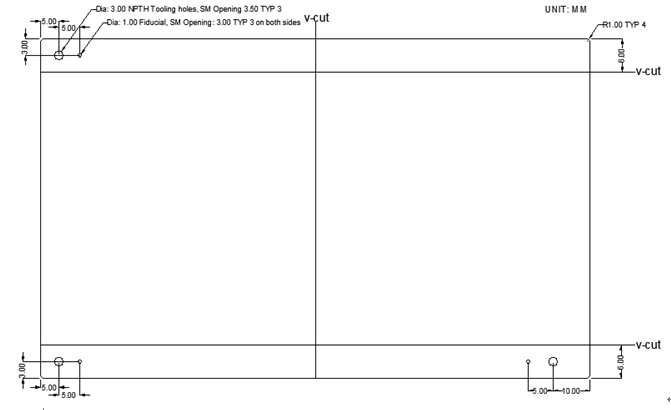 Dia: 3.00 NPTH Tooling holes, SM Opening 3.50 TYP 3
UNIT: MM
5.00
v-cut
Dia: 1.00 Fiducial, SM Opening: 3.00 TYP 3 on both sides
R1.00 TYP 4
5.00
3.00
6.00
v-cut
v-cut
3.00
6.00
5.00
5.00
10.00
5.00